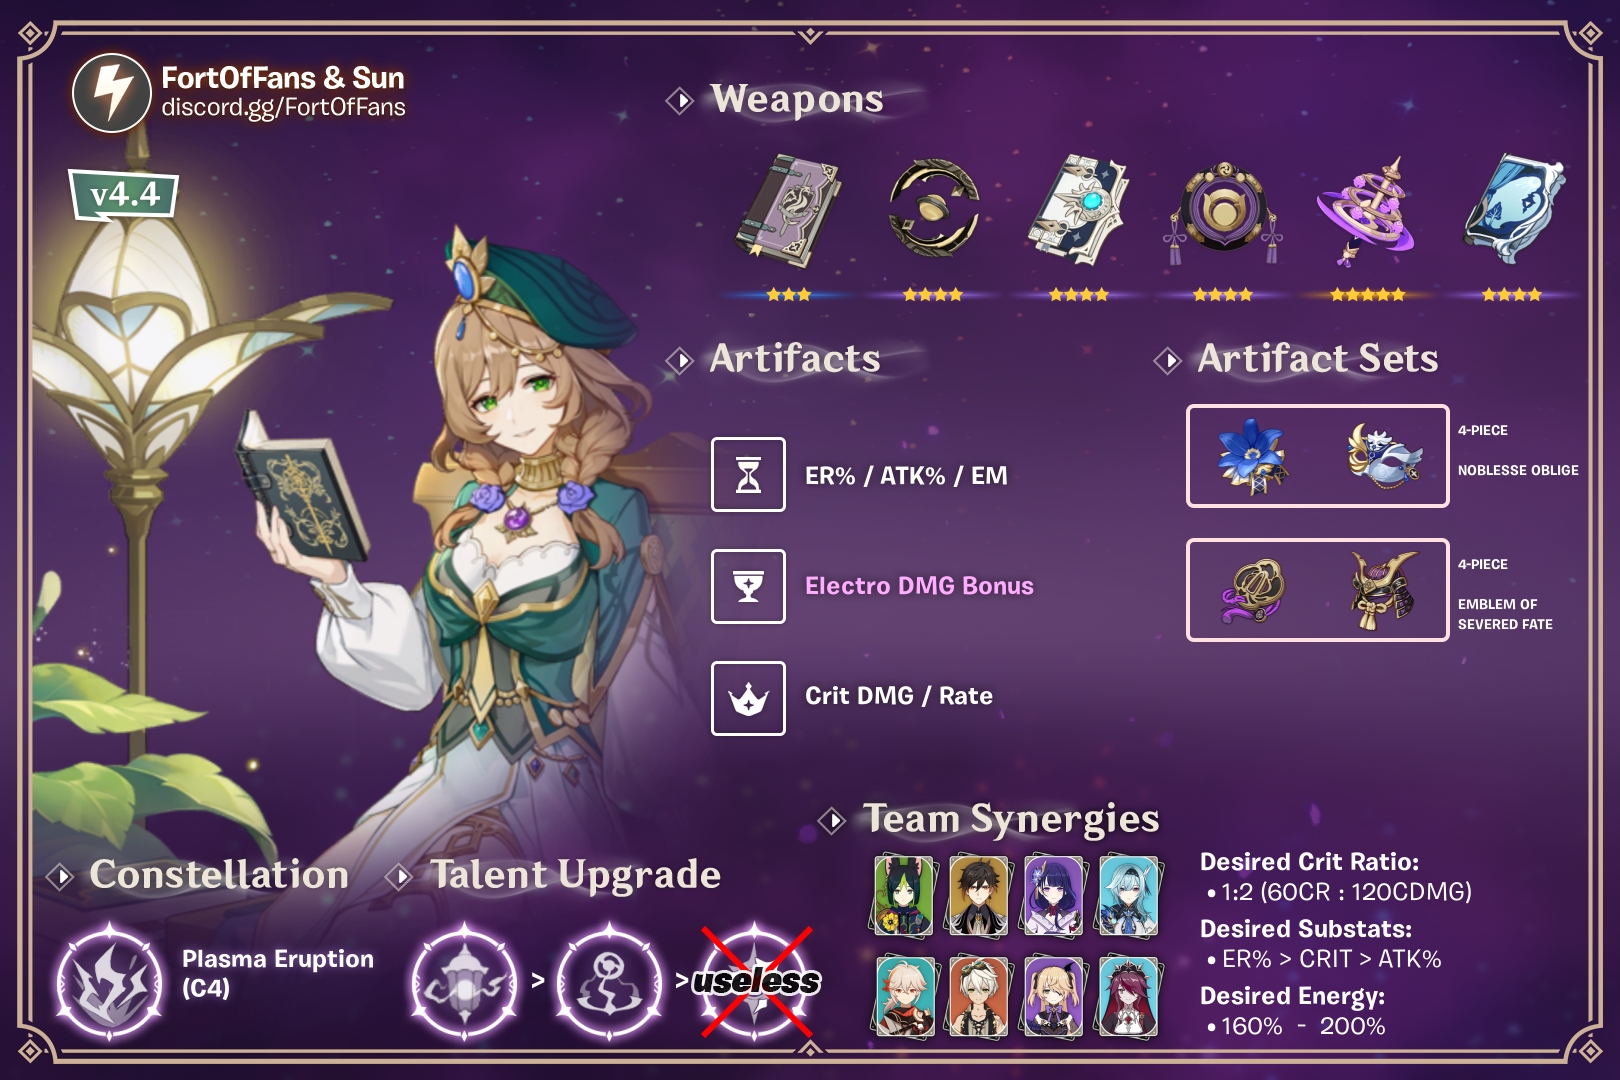 FortOfFans & Sun
discord.gg/FortOfFans
v4.4
Weapons
Artifacts
ER% / ATK% / EM
Electro DMG Bonus
Crit DMG / Rate
Artifact Sets
4-PIECE
NOBLESSE OBLIGE
4-PIECE
EMBLEM OF
SEVERED FATE
Constellation
Plasma Eruption
(C4)
Talent Upgrade
> > useless
Team Synergies
Desired Crit Ratio:
• 1:2 (60CR : 120CDMG)
Desired Substats:
• ER% > CRIT > ATK%
Desired Energy:
• 160% - 200%